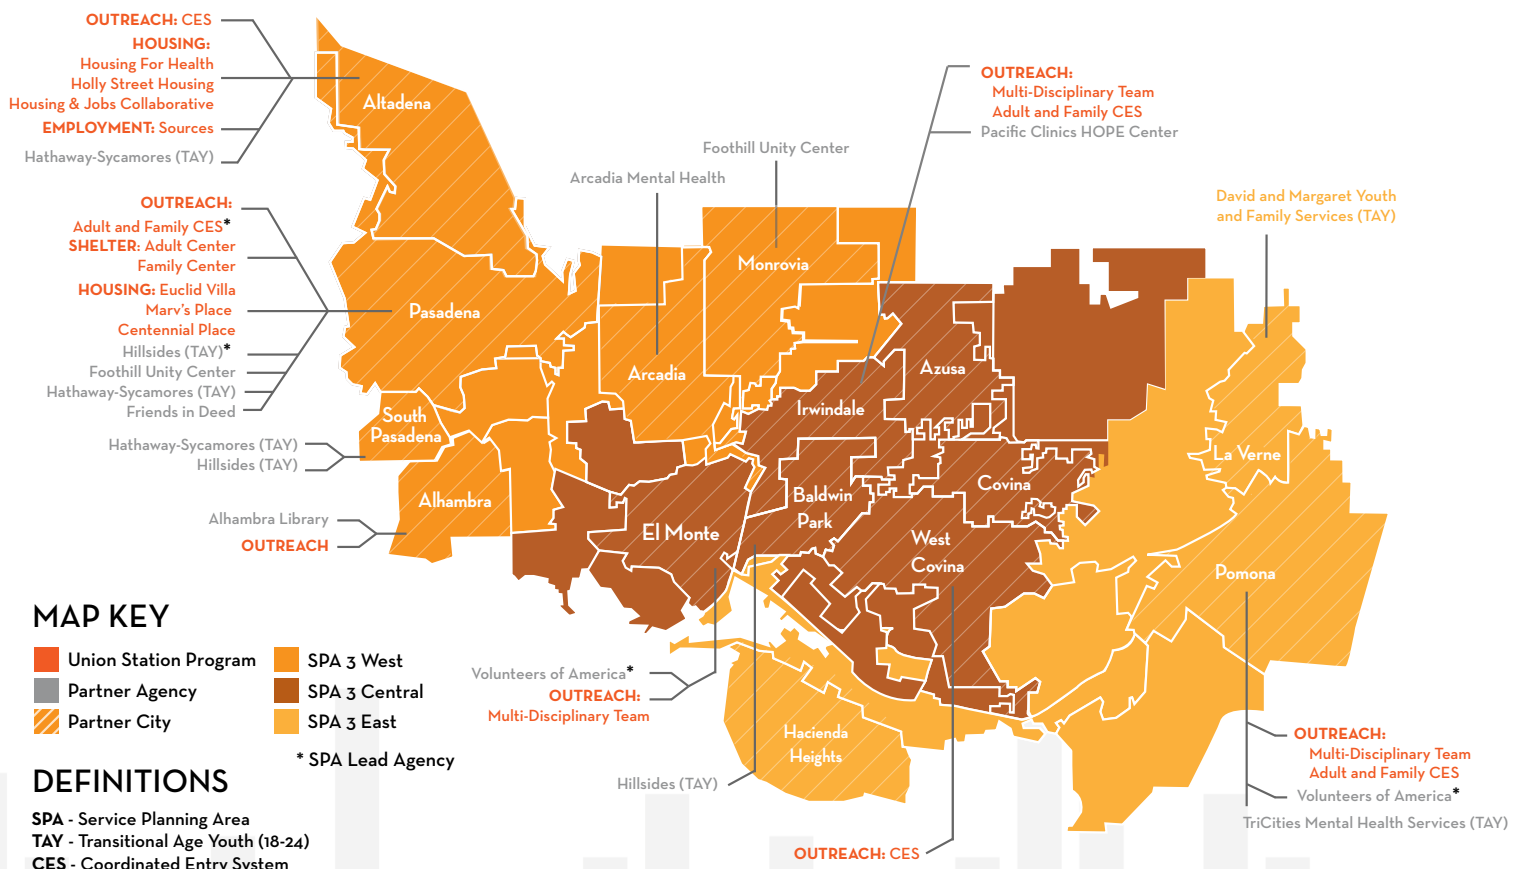 OUTREACH: CES
HOUSING:
Housing For Health
Holly Street Housing
Housing & Jobs Collaborative
EMPLOYMENT: Sources
Hathaway-Sycamores (TAY)
OUTREACH:
Adult and Family CES*
SHELTER: Adult Center
Family Center
HOUSING: Euclid Villa
Marv's Place
Centennial Place
Hillsides (TAY)*
Foothill Unity Center
Hathaway-Sycamores (TAY)
Friends in Deed
Hathaway-Sycamores (TAY)
Hillsides (TAY)
Alhambra Library
OUTREACH
Arcadia Mental Health
Foothill Unity Center
OUTREACH:
Multi-Disciplinary Team
Adult and Family CES
Pacific Clinics HOPE Center
David and Margaret Youth
and Family Services (TAY)
Altadena
Pasadena
South
Pasadena
Alhambra
Arcadia
Monrovia
Azusa
Irwindale
Baldwin
Park
El Monte
Covina
West
Covina
La Verne
Pomona
Hacienda
Heights
Volunteers of America*
OUTREACH:
Multi-Disciplinary Team
Hillsides (TAY)
OUTREACH: CES
OUTREACH:
Multi-Disciplinary Team
Adult and Family CES
Volunteers of America*
TriCities Mental Health Services (TAY)
MAP KEY
Union Station Program
Partner Agency
Partner City
SPA 3 West
SPA 3 Central
SPA 3 East
* SPA Lead Agency
DEFINITIONS
SPA - Service Planning Area
TAY - Transitional Age Youth (18-24)
CES - Coordinated Entry System